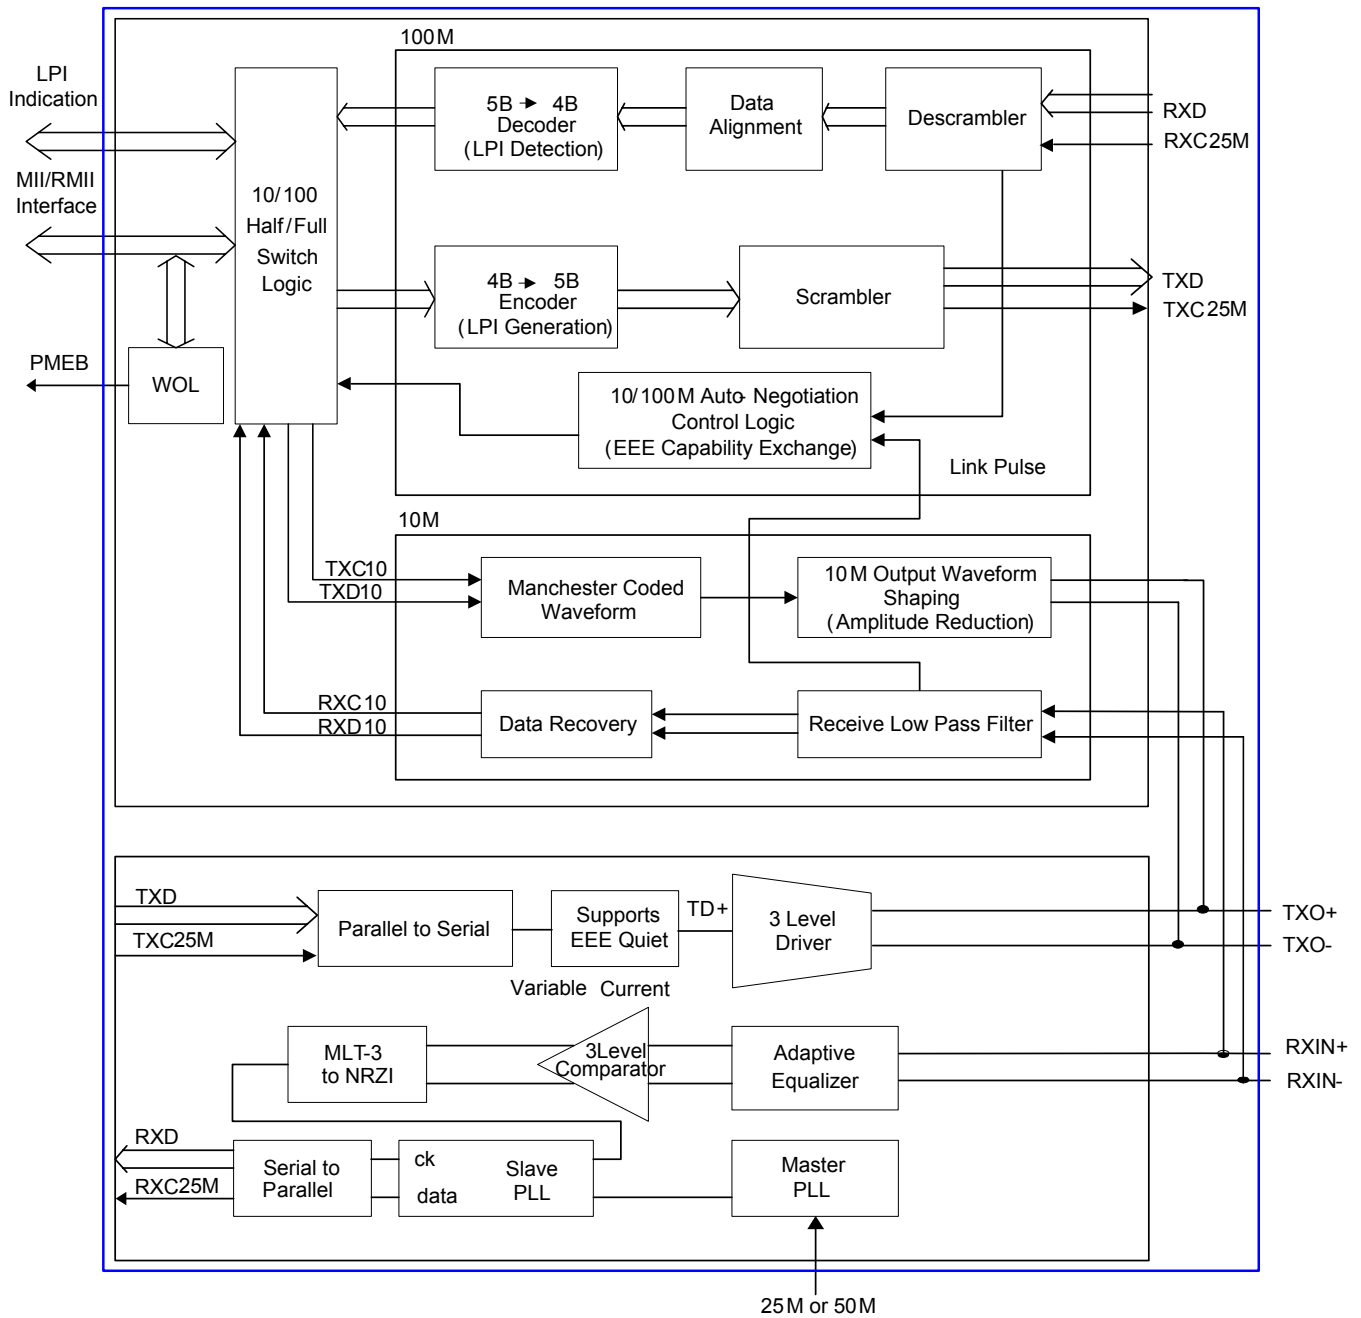 100M
LPI
Indication
MII/RMII
Interface
PMEB
WOL
10/100
Half/Full
Switch
Logic
5B → 4B
Decoder
(LPI Detection)
Data
Alignment
Descrambler
RXD
RXC25M
4B → 5B
Encoder
(LPI Generation)
Scrambler
TXD
TXC25M
10/100M Auto- Negotiation
Control Logic
(EEE Capability Exchange)
Link Pulse
10M
TXC10
TXD10
Manchester Coded
Waveform
10M Output Waveform
Shaping
(Amplitude Reduction)
RXC10
RXD10
Data Recovery
Receive Low Pass Filter
TXD
TXC25M
Parallel to Serial
Supports
EEE Quiet
TD+
3 Level
Driver
TXO+
TXO-
Variable Current
MLT-3
to NRZI
3Level
Comparator
Adaptive
Equalizer
RXIN+
RXIN-
RXD
RXC25M
Serial to
Parallel
ck
data
Slave
PLL
Master
PLL
25M or 50M